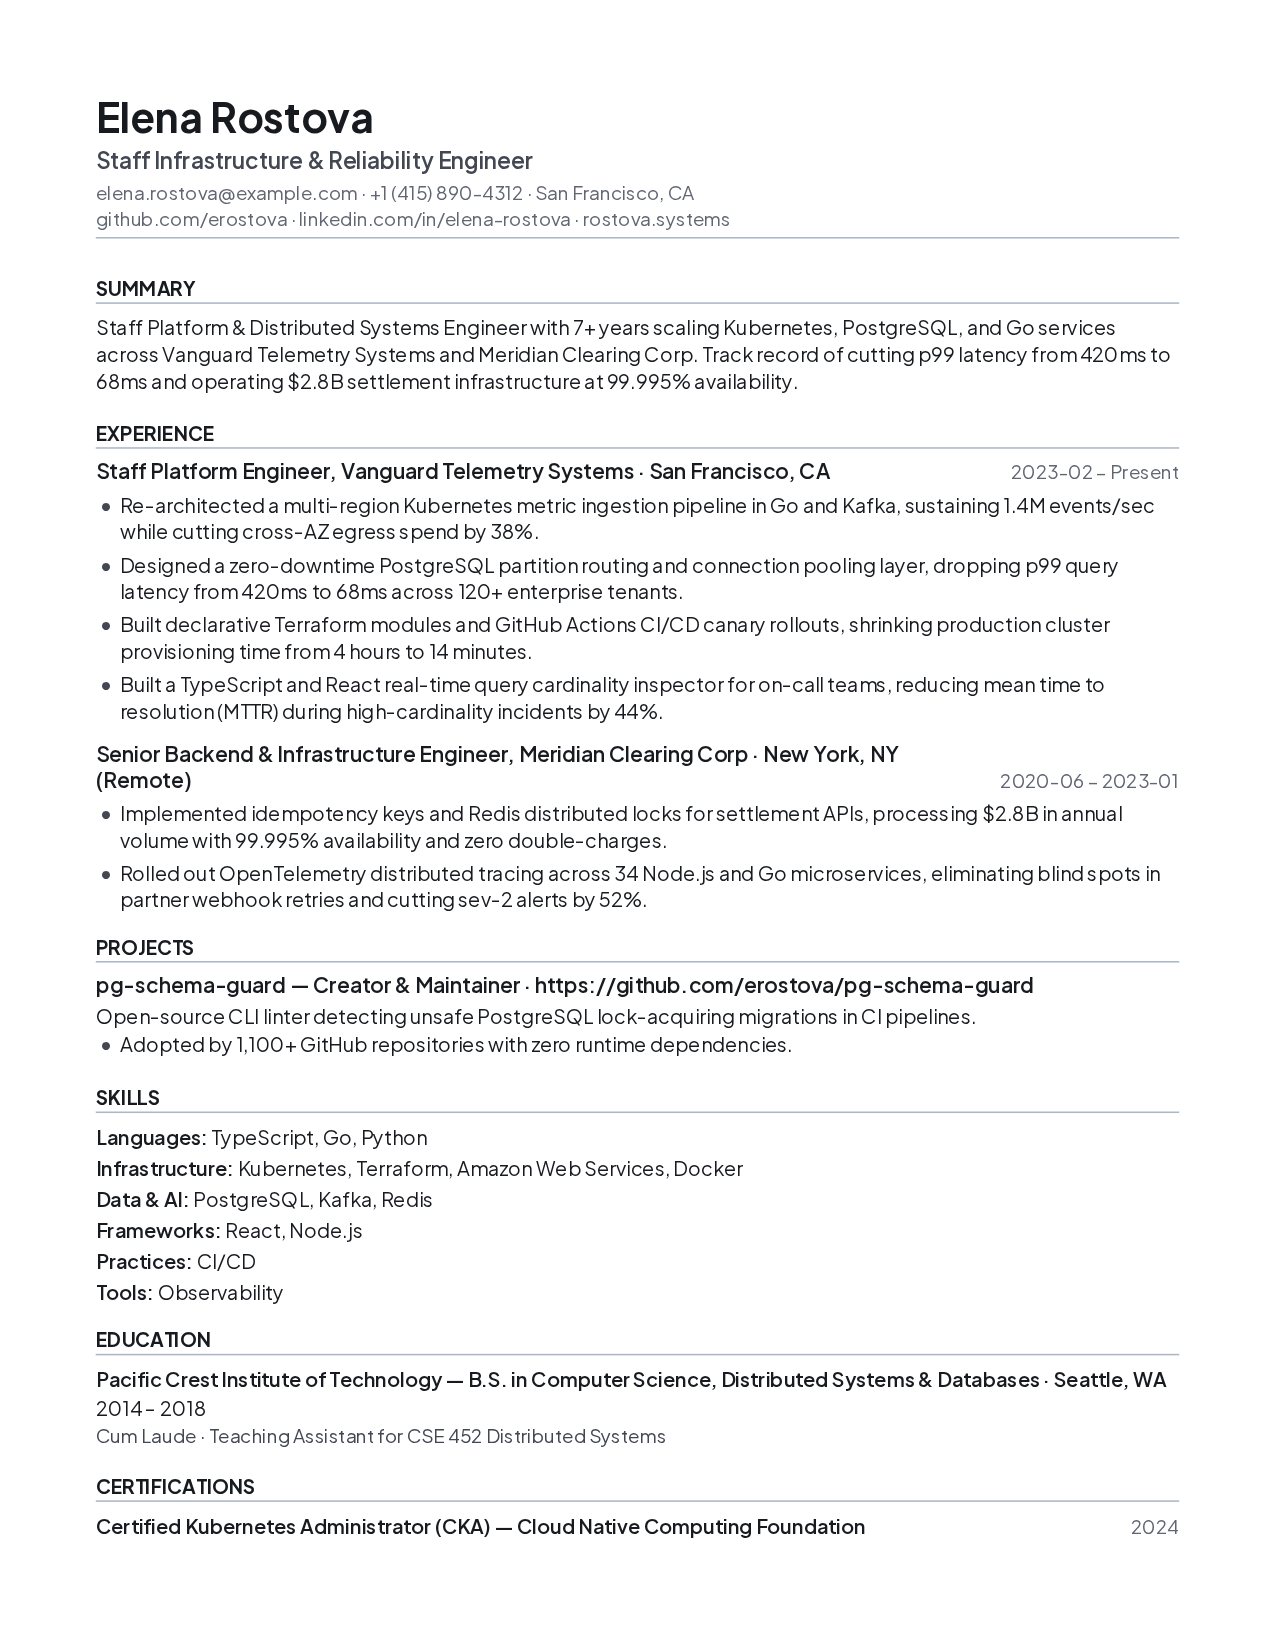 Elena Rostova
Staff Infrastructure & Reliability Engineer
elena.rostova@example.com · +1 (415) 890-4312 · San Francisco, CA
github.com/erostova · linkedin.com/in/elena-rostova · rostova.systems
SUMMARY
Staff Platform & Distributed Systems Engineer with 7+ years scaling Kubernetes, PostgreSQL, and Go services
across Vanguard Telemetry Systems and Meridian Clearing Corp. Track record of cutting p99 latency from 420ms to
68ms and operating $2.8B settlement infrastructure at 99.995% availability.
EXPERIENCE
Staff Platform Engineer, Vanguard Telemetry Systems · San Francisco, CA 2023-02 – Present
• Re-architected a multi-region Kubernetes metric ingestion pipeline in Go and Kafka, sustaining 1.4M events/sec
while cutting cross-AZ egress spend by 38%.
• Designed a zero-downtime PostgreSQL partition routing and connection pooling layer, dropping p99 query
latency from 420ms to 68ms across 120+ enterprise tenants.
• Built declarative Terraform modules and GitHub Actions CI/CD canary rollouts, shrinking production cluster
provisioning time from 4 hours to 14 minutes.
• Built a TypeScript and React real-time query cardinality inspector for on-call teams, reducing mean time to
resolution (MTTR) during high-cardinality incidents by 44%.
Senior Backend & Infrastructure Engineer, Meridian Clearing Corp · New York, NY
(Remote) 2020-06 – 2023-01
• Implemented idempotency keys and Redis distributed locks for settlement APIs, processing $2.8B in annual
volume with 99.995% availability and zero double-charges.
• Rolled out OpenTelemetry distributed tracing across 34 Node.js and Go microservices, eliminating blind spots in
partner webhook retries and cutting sev-2 alerts by 52%.
PROJECTS
pg-schema-guard — Creator & Maintainer · https://github.com/erostova/pg-schema-guard
Open-source CLI linter detecting unsafe PostgreSQL lock-acquiring migrations in CI pipelines.
• Adopted by 1,100+ GitHub repositories with zero runtime dependencies.
SKILLS
Languages: TypeScript, Go, Python
Infrastructure: Kubernetes, Terraform, Amazon Web Services, Docker
Data & AI: PostgreSQL, Kafka, Redis
Frameworks: React, Node.js
Practices: CI/CD
Tools: Observability
EDUCATION
Pacific Crest Institute of Technology — B.S. in Computer Science, Distributed Systems & Databases · Seattle, WA
2014 – 2018
Cum Laude · Teaching Assistant for CSE 452 Distributed Systems
CERTIFICATIONS
Certified Kubernetes Administrator (CKA) — Cloud Native Computing Foundation 2024